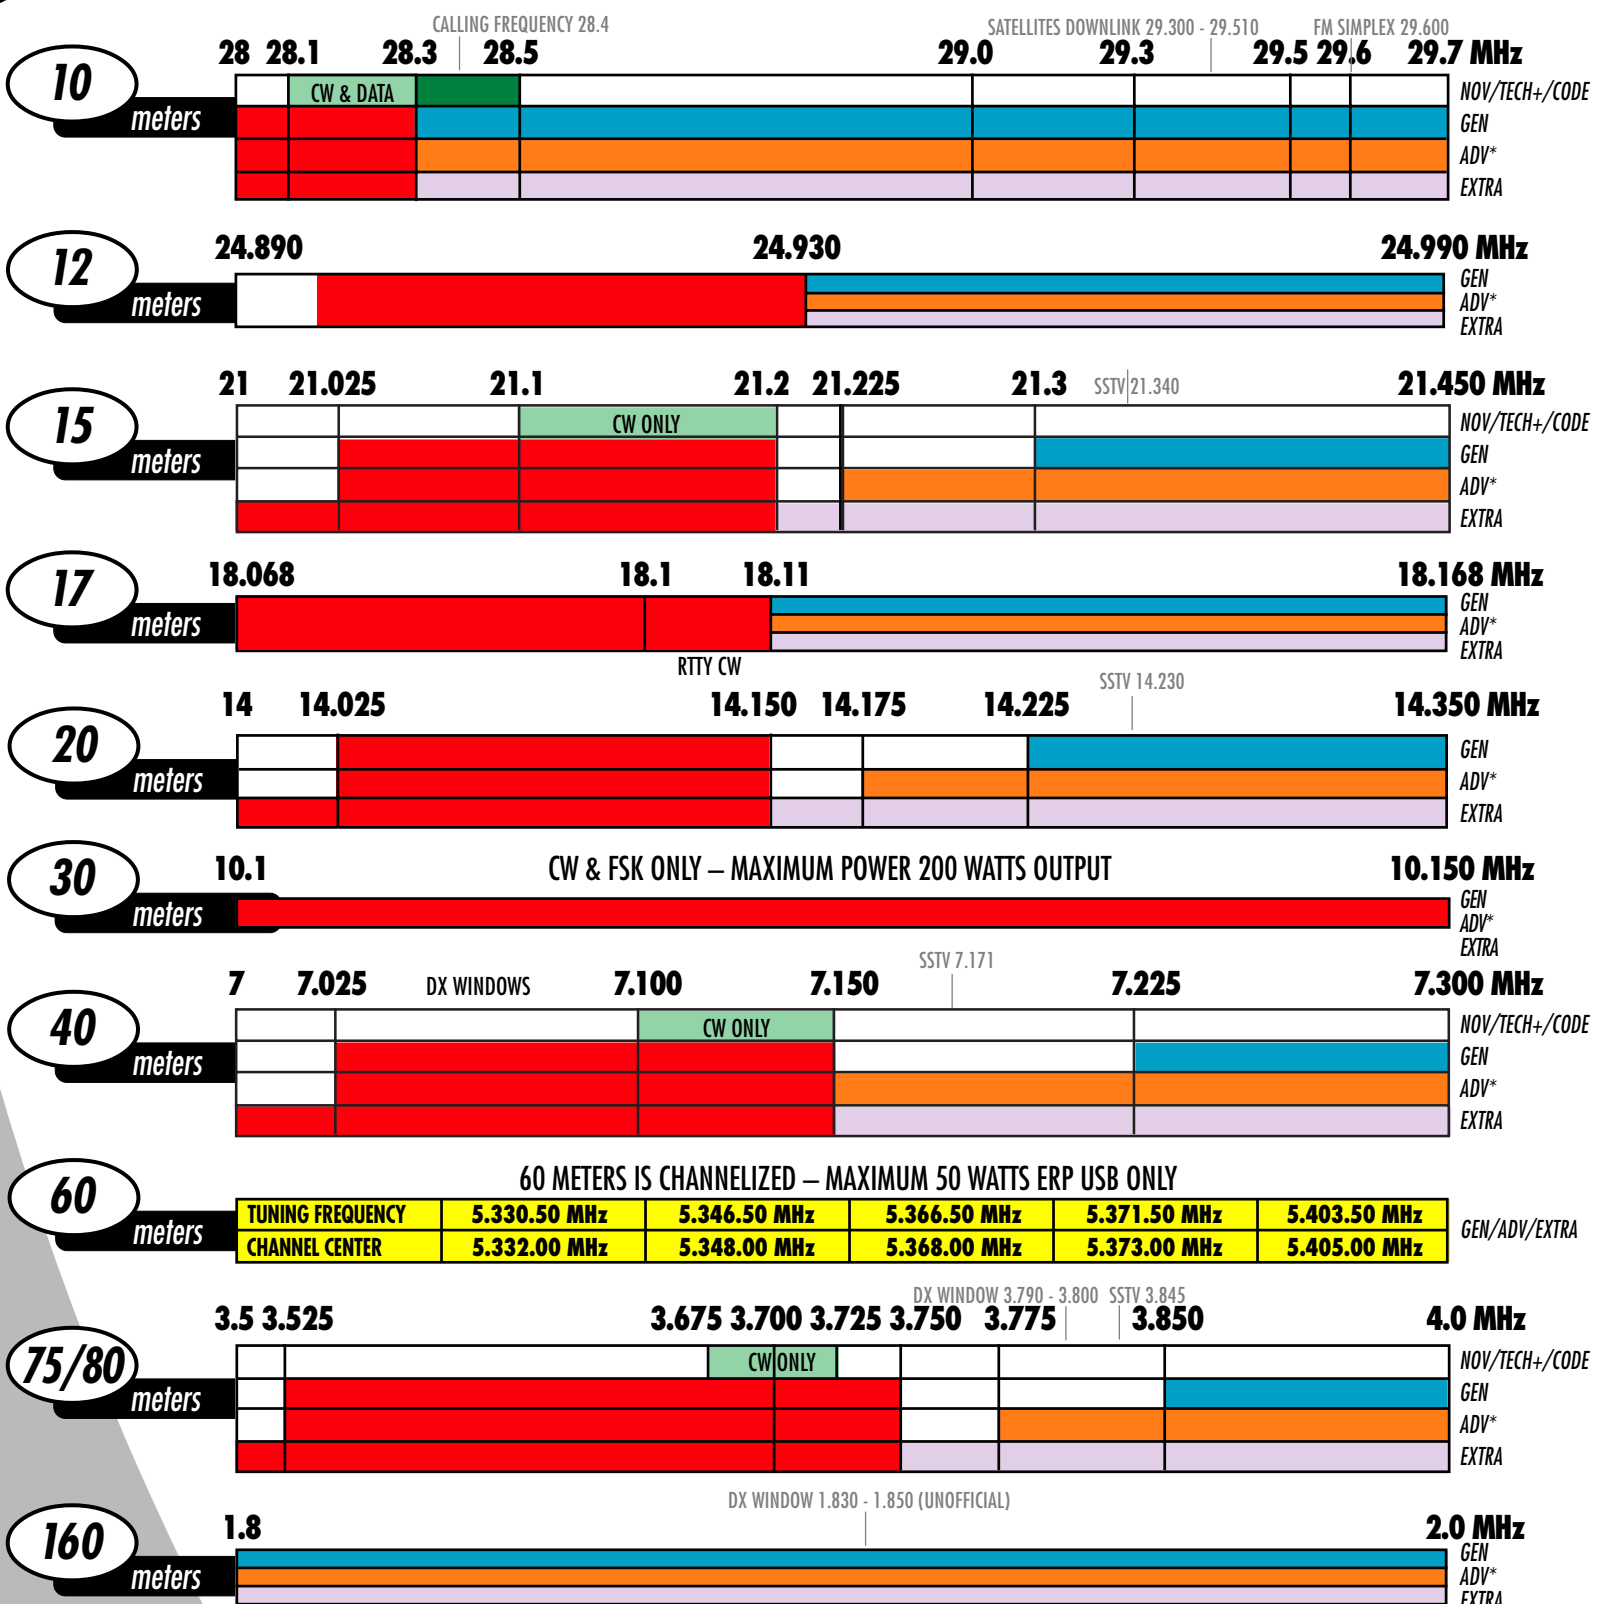 CALLING FREQUENCY 28.4 SATELLITES DOWNLINK 29.300 - 29.510 FM SIMPLEX 29.600
28 28.1 28.3 28.5 29.0 29.3 29.5 29.6 29.7 MHz
10 meters
CW & DATA
NOV/TECH+/CODE
GEN
ADV*
EXTRA
24.890 24.930 24.990 MHz
12 meters
GEN
ADV*
EXTRA
21 21.025 21.1 21.2 21.225 21.3 SSTV 21.340 21.450 MHz
15 meters
CW ONLY
NOV/TECH+/CODE
GEN
ADV*
EXTRA
18.068 18.1 18.11 18.168 MHz
17 meters
GEN
ADV*
EXTRA
RTTY CW
SSTV 14.230
14 14.025 14.150 14.175 14.225 14.350 MHz
20 meters
GEN
ADV*
EXTRA
10.1 CW & FSK ONLY – MAXIMUM POWER 200 WATTS OUTPUT 10.150 MHz
30 meters
GEN
ADV*
EXTRA
SSTV 7.171
7 7.025 DX WINDOWS 7.100 7.150 7.225 7.300 MHz
40 meters
CW ONLY
NOV/TECH+/CODE
GEN
ADV*
EXTRA
60 METERS IS CHANNELIZED – MAXIMUM 50 WATTS ERP USB ONLY
60 meters
TUNING FREQUENCY 5.330.50 MHz 5.346.50 MHz 5.366.50 MHz 5.371.50 MHz 5.403.50 MHz
CHANNEL CENTER 5.332.00 MHz 5.348.00 MHz 5.368.00 MHz 5.373.00 MHz 5.405.00 MHz
GEN/ADV/EXTRA
DX WINDOW 3.790 - 3.800 SSTV 3.845
3.5 3.525 3.675 3.700 3.725 3.750 3.775 3.850 4.0 MHz
75/80 meters
CW ONLY
NOV/TECH+/CODE
GEN
ADV*
EXTRA
DX WINDOW 1.830 - 1.850 (UNOFFICIAL)
1.8 2.0 MHz
160 meters
GEN
ADV*
EXTRA